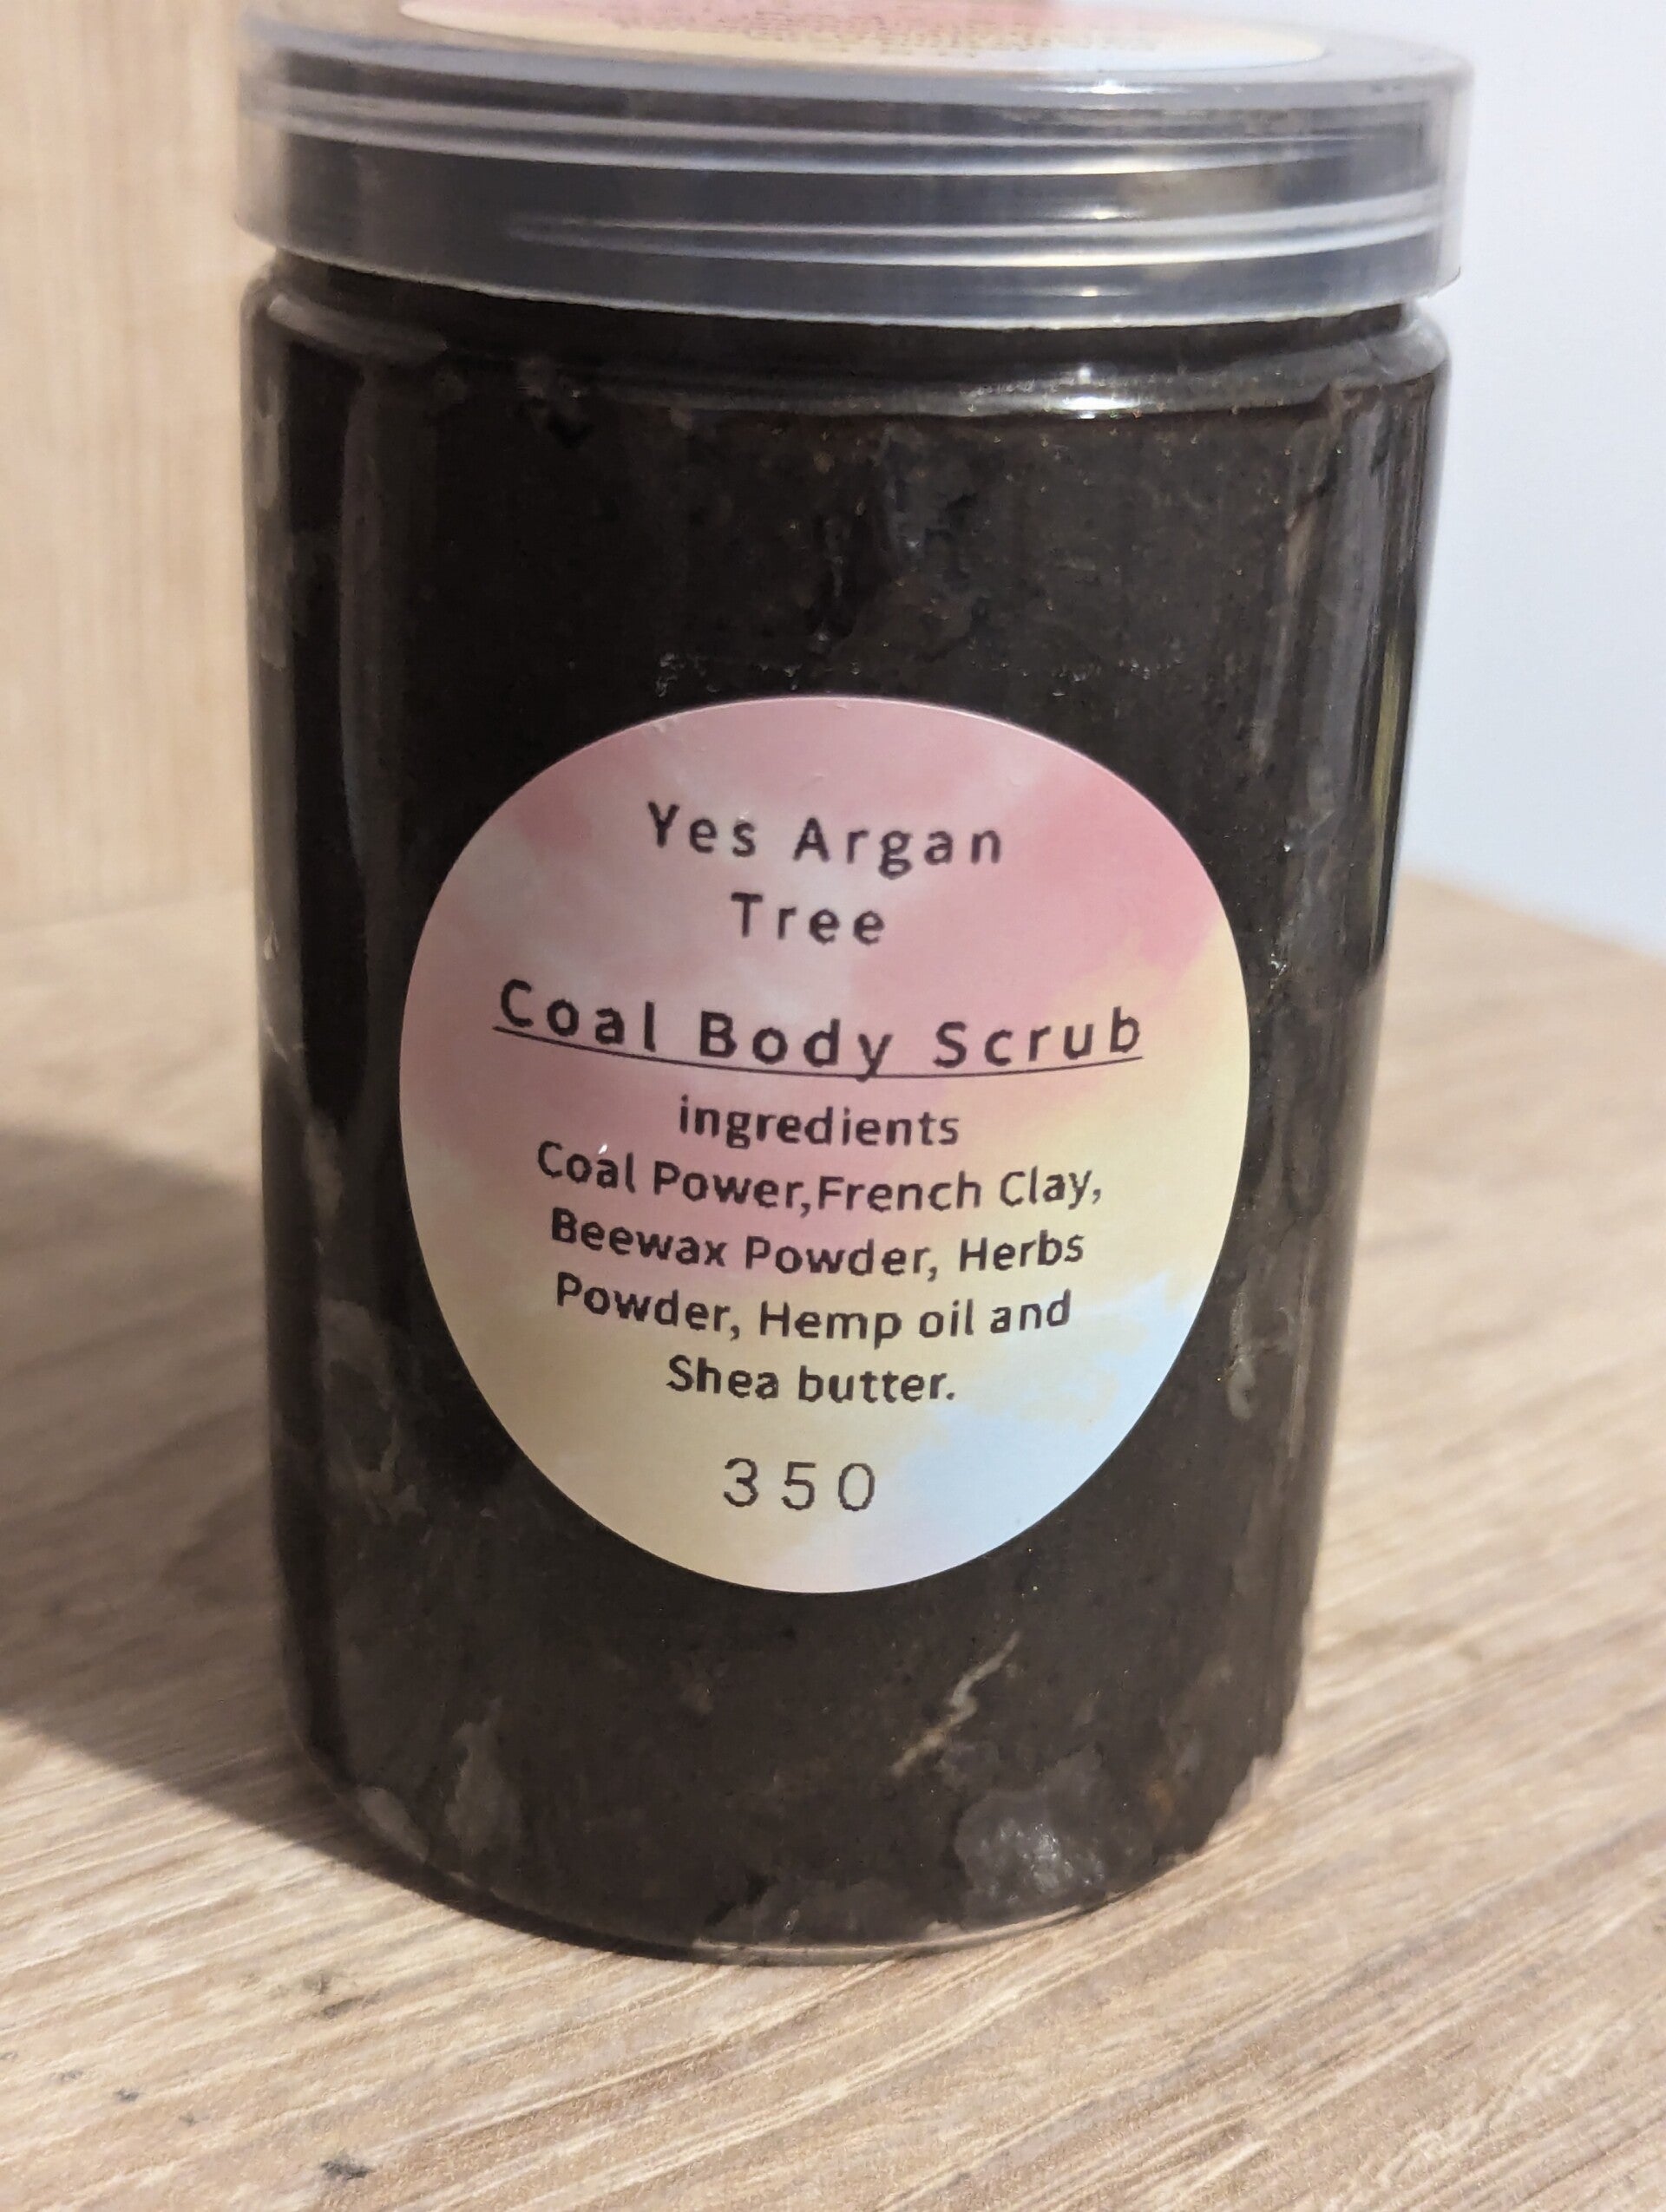 Yes Argan
Tree
Coal Body Scrub
ingredients
Coal Power,French Clay,
Beewax Powder, Herbs
Powder, Hemp oil and
Shea butter.
350